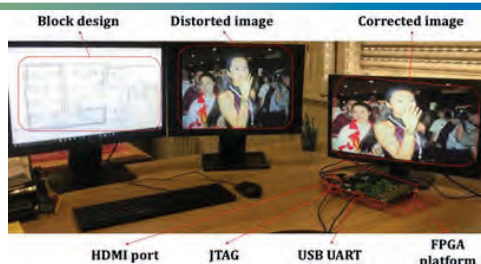 Block design
Distorted image
Corrected image
HDMI port
JTAG
USB UART
FPGA
platform